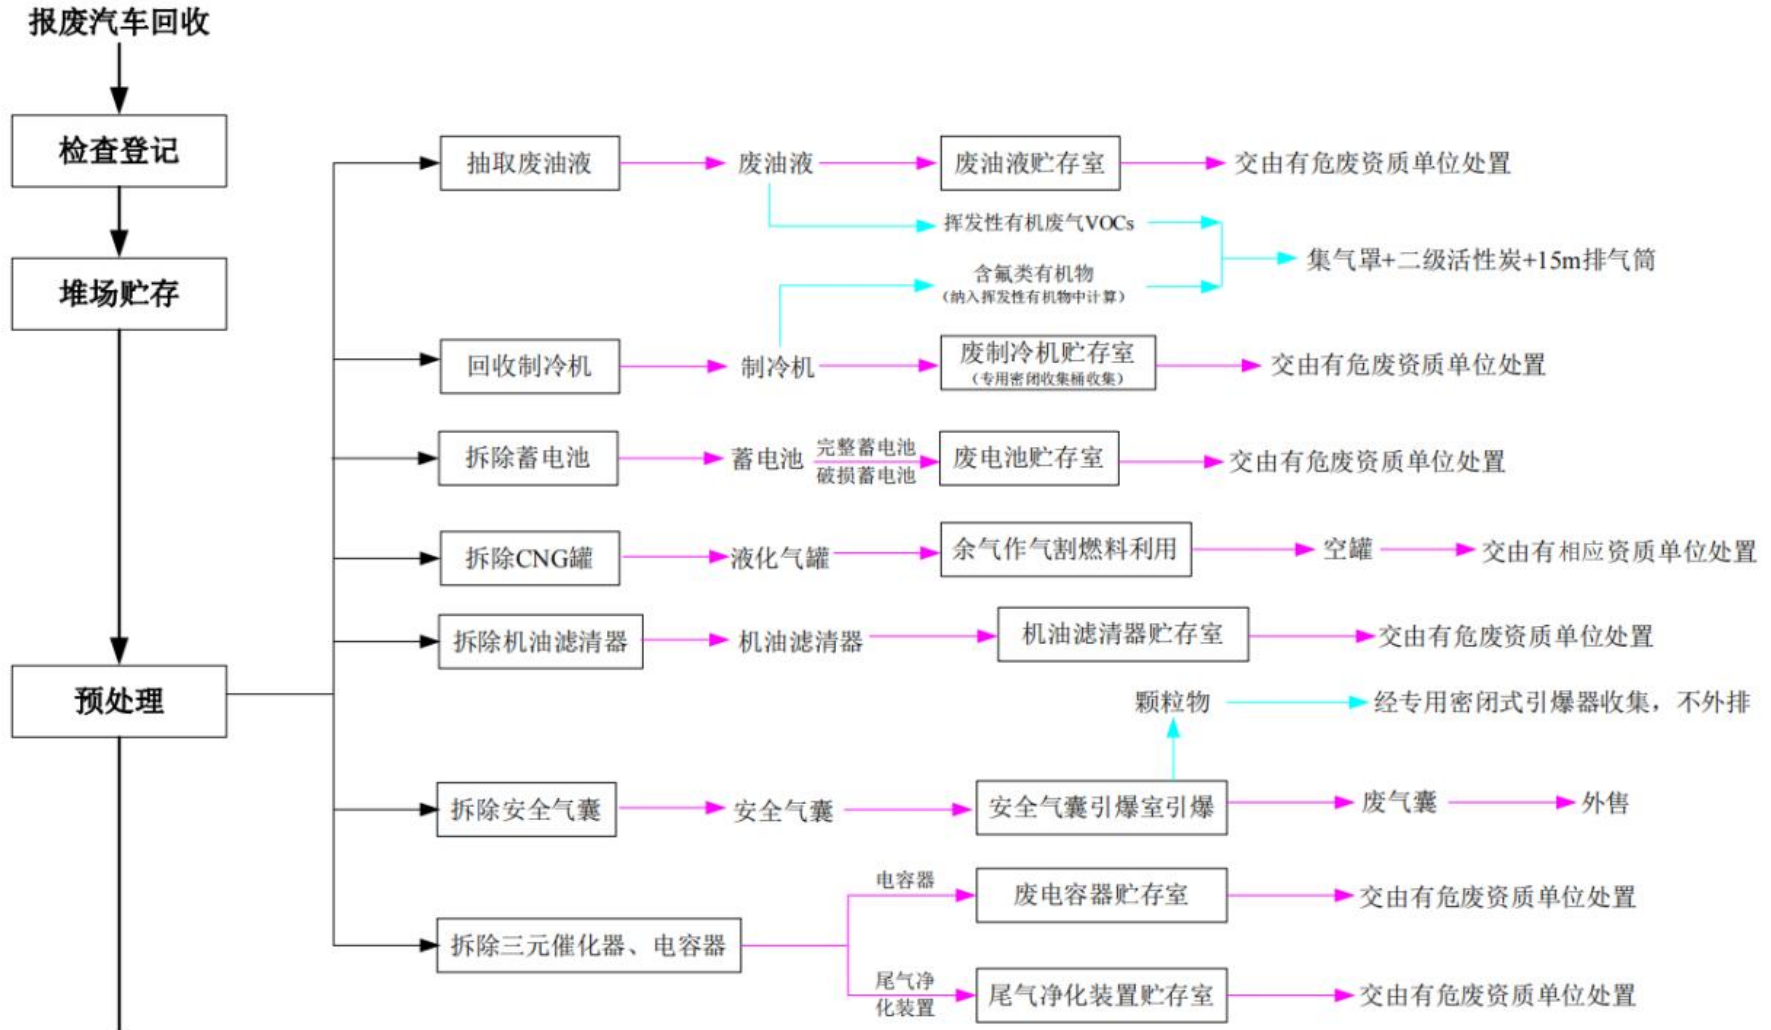 报废汽车回收
检查登记
堆场贮存
预处理
抽取废油液
废油液
废油液贮存室
交由有危废资质单位处置
挥发性有机废气VOCs
含氟类有机物
（纳入挥发性有机物中计算）
集气罩+二级活性炭+15m排气筒
回收制冷机
制冷机
废制冷机贮存室
（专用密闭收集桶收集）
交由有危废资质单位处置
拆除蓄电池
蓄电池
完整蓄电池
破损蓄电池
废电池贮存室
交由有危废资质单位处置
拆除CNG罐
液化气罐
余气作气割燃料利用
空罐
交由有相应资质单位处置
拆除机油滤清器
机油滤清器
机油滤清器贮存室
交由有危废资质单位处置
颗粒物
经专用密闭式引爆器收集，不外排
拆除安全气囊
安全气囊
安全气囊引爆室引爆
废气囊
外售
拆除三元催化器、电容器
电容器
废电容器贮存室
交由有危废资质单位处置
尾气净
化装置
尾气净化装置贮存室
交由有危废资质单位处置